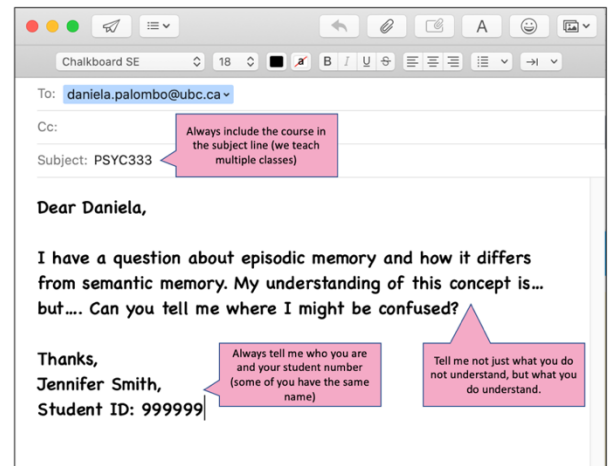 Chalkboard SE
18
A
a
B I U S
To: daniela.palombo@ubc.ca
Cc:
Subject: PSYC333
Always include the course in
the subject line (we teach
multiple classes)
Dear Daniela,
I have a question about episodic memory and how it differs
from semantic memory. My understanding of this concept is...
but.... Can you tell me where I might be confused?
Thanks,
Jennifer Smith,
Student ID: 999999
Always tell me who you are
and your student number
(some of you have the same
name)
Tell me not just what you do
not understand, but what you
do understand.